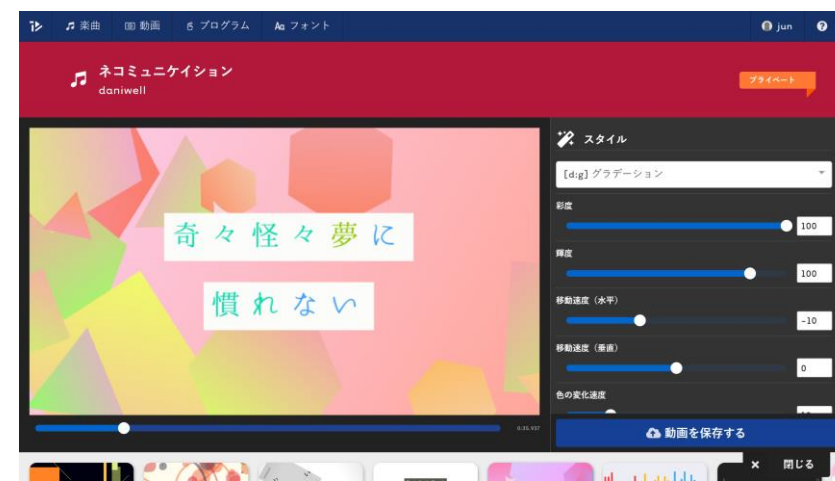 楽曲 動画 プログラム Aa フォント jun ?
ネコミュニケイション
daniwell
プライベート
奇々怪々夢に
慣れない
0:35.937
スタイル
[d:g] グラデーション
彩度
100
輝度
100
移動速度（水平）
-10
移動速度（垂直）
0
色の変化速度
動画を保存する
× 閉じる